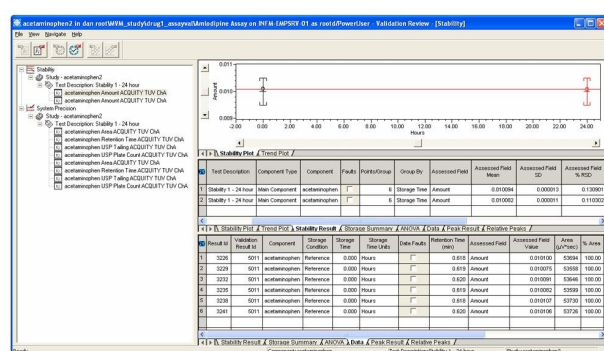 acetaminophen2 in dan root\MVM_study\drug1_assayval\Amlodipine Assay on INFM-EMPSRV-01 as rootd/PowerUser - Validation Review - [Stability]
File View Navigate Help
Stability
Study - acetaminophen2
Test Description: Stability 1 - 24 hour
acetaminophen Amount ACQUITY TUV ChA
acetaminophen Amount ACQUITY TUV ChA
System Precision
Study - acetaminophen2
Test Description: Stability 1 - 24 hour
acetaminophen Area ACQUITY TUV ChA
acetaminophen Retention Time ACQUITY TUV ChA
acetaminophen USP Tailing ACQUITY TUV ChA
acetaminophen USP Plate Count ACQUITY TUV ChA
acetaminophen Area ACQUITY TUV ChA
acetaminophen Retention Time ACQUITY TUV ChA
acetaminophen USP Tailing ACQUITY TUV ChA
acetaminophen USP Plate Count ACQUITY TUV ChA
0.011
0.010
0.009
Amount
-2.00 0.00 2.00 4.00 6.00 8.00 10.00 12.00 14.00 16.00 18.00 20.00 22.00 24.00
Hours
Stability Plot Trend Plot
Test Description Component Type Component Faults Points/Group Group By Assessed Field Assessed Field Mean Assessed Field SD Assessed Field % RSD
1 Stability 1 - 24 hour Main Component acetaminophen 6 Storage Time Amount 0.010094 0.000013 0.130901
2 Stability 1 - 24 hour Main Component acetaminophen 6 Storage Time Amount 0.010082 0.000011 0.110302
Stability Plot Trend Plot Stability Result Storage Summary ANOVA Data Peak Result Relative Peaks
Result Id Validation Result Id Component Storage Condition Storage Time Storage Time Units Data Faults Retention Time (min) Assessed Field Assessed Field Value Area (µV*sec) % Area
1 3226 5011 acetaminophen Reference 0.000 Hours 0.618 Amount 0.010100 53694 100.00
2 3229 5011 acetaminophen Reference 0.000 Hours 0.619 Amount 0.010075 53558 100.00
3 3232 5011 acetaminophen Reference 0.000 Hours 0.620 Amount 0.010091 53646 100.00
4 3235 5011 acetaminophen Reference 0.000 Hours 0.619 Amount 0.010082 53599 100.00
5 3238 5011 acetaminophen Reference 0.000 Hours 0.618 Amount 0.010107 53730 100.00
6 3241 5011 acetaminophen Reference 0.000 Hours 0.620 Amount 0.010106 53726 100.00
Stability Result Storage Summary ANOVA Data Peak Result Relative Peaks
Ready